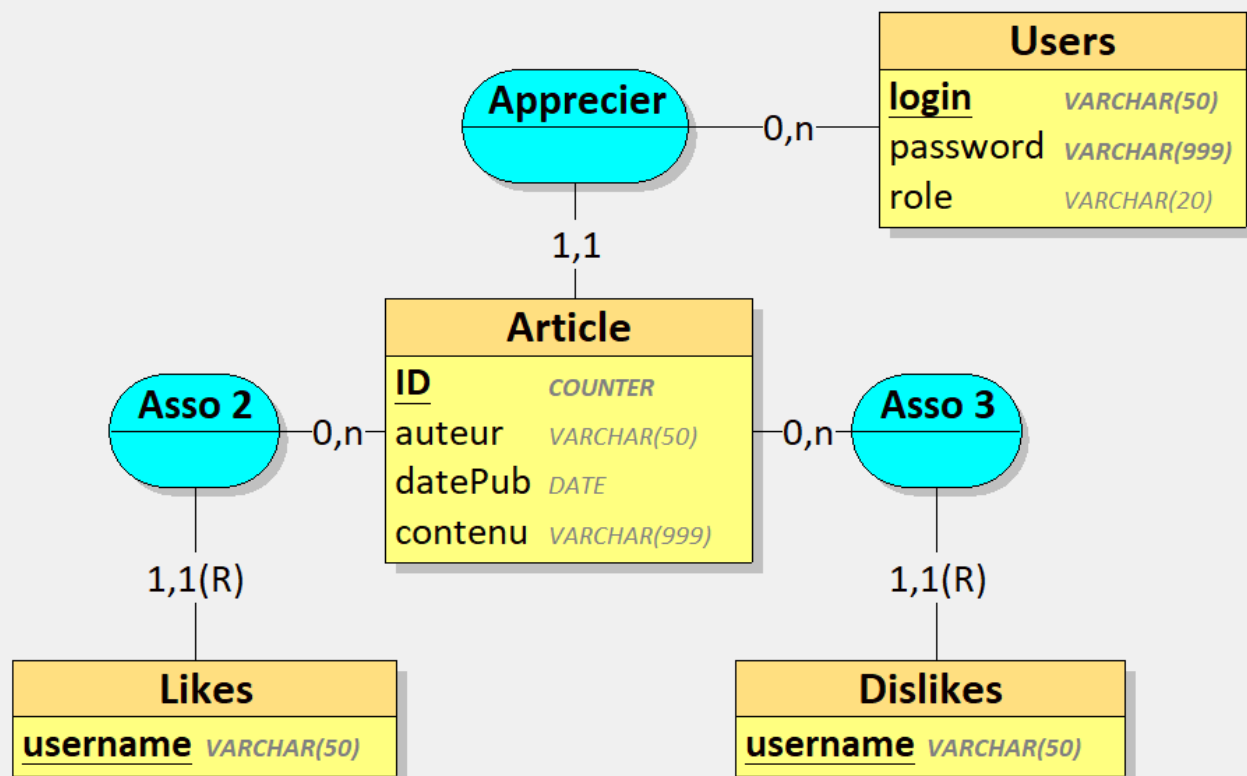 Users
login VARCHAR(50)
password VARCHAR(999)
role VARCHAR(20)
Apprecier
0,n
1,1
Article
ID COUNTER
auteur VARCHAR(50)
datePub DATE
contenu VARCHAR(999)
Asso 2
0,n
0,n
Asso 3
1,1(R)
1,1(R)
Likes
username VARCHAR(50)
Dislikes
username VARCHAR(50)